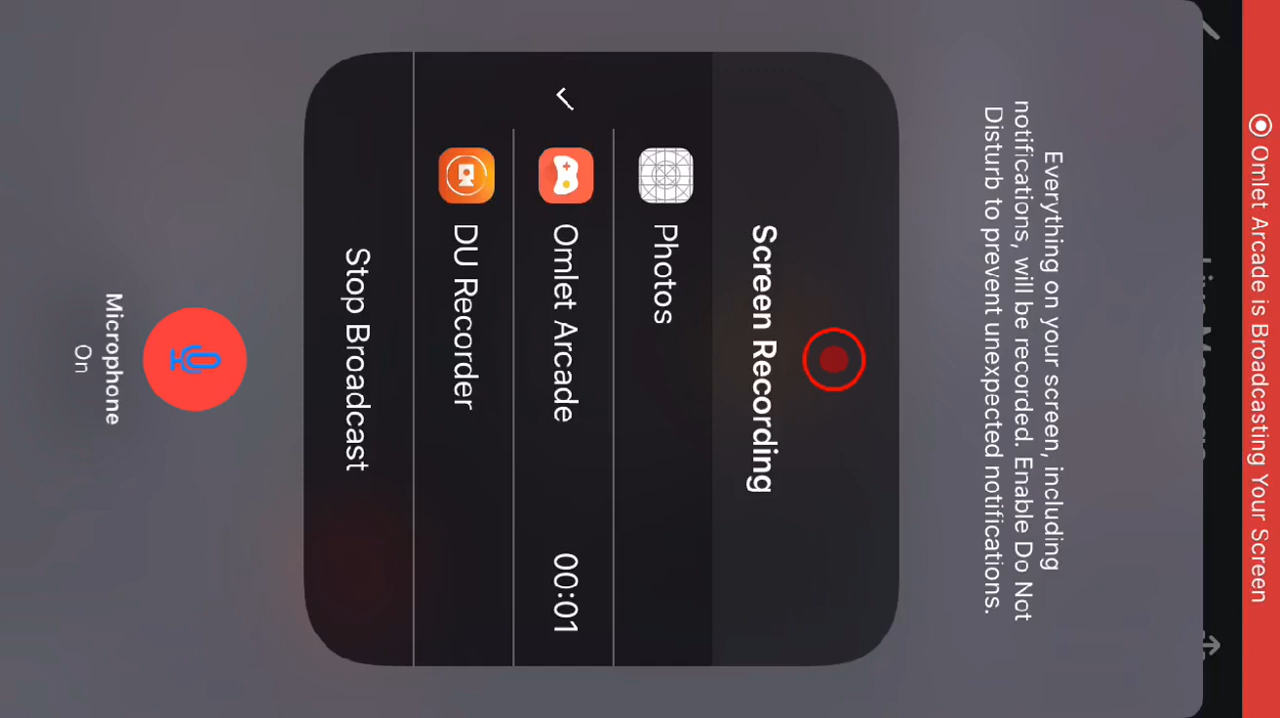 Omlet Arcade is Broadcasting Your Screen
Everything on your screen, including
notifications, will be recorded. Enable Do Not
Disturb to prevent unexpected notifications.
Screen Recording
Photos
Omlet Arcade 00:01
DU Recorder
Stop Broadcast
Microphone
On